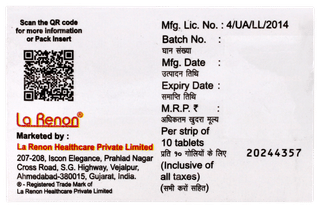 Scan the QR code
for more information
or Pack Insert
La Renon®
Marketed by :
La Renon Healthcare Private Limited
207-208, Iscon Elegance, Prahlad Nagar
Cross Road, S.G. Highway, Vejalpur,
Ahmedabad-380015, Gujarat, India.
® - Registered Trade Mark of
La Renon Healthcare Pvt. Ltd.
Mfg. Lic. No. : 4/UA/LL/2014
Batch No. :
घान संख्या
Mfg. Date :
उत्पादन तिथि
Expiry Date :
समाप्ति तिथि
M.R.P. ₹ :
अधिकतम खुदरा मूल्य
Per strip of
10 tablets
प्रति १० गोलियों के लिए
20244357
(Inclusive of
all taxes)
(सभी करों सहित)